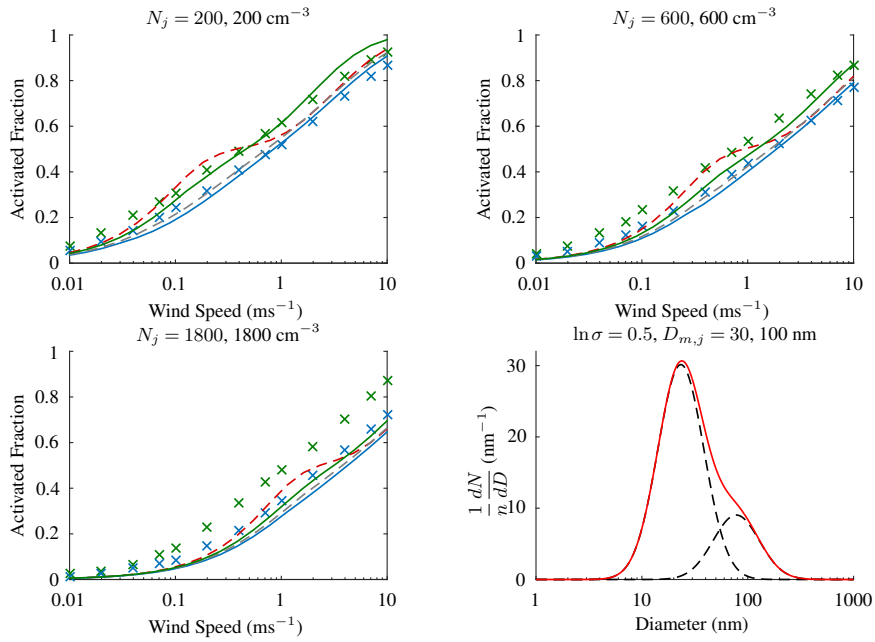 N_j = 200, 200 cm⁻³
Activated Fraction
1
0.8
0.6
0.4
0.2
0
0.01 0.1 1 10
Wind Speed (ms⁻¹)
N_j = 600, 600 cm⁻³
Activated Fraction
1
0.8
0.6
0.4
0.2
0
0.01 0.1 1 10
Wind Speed (ms⁻¹)
N_j = 1800, 1800 cm⁻³
Activated Fraction
1
0.8
0.6
0.4
0.2
0
0.01 0.1 1 10
Wind Speed (ms⁻¹)
ln σ = 0.5, D_{m,j} = 30, 100 nm
1/n dN/dD (nm⁻¹)
30
20
10
0
1 10 100 1000
Diameter (nm)